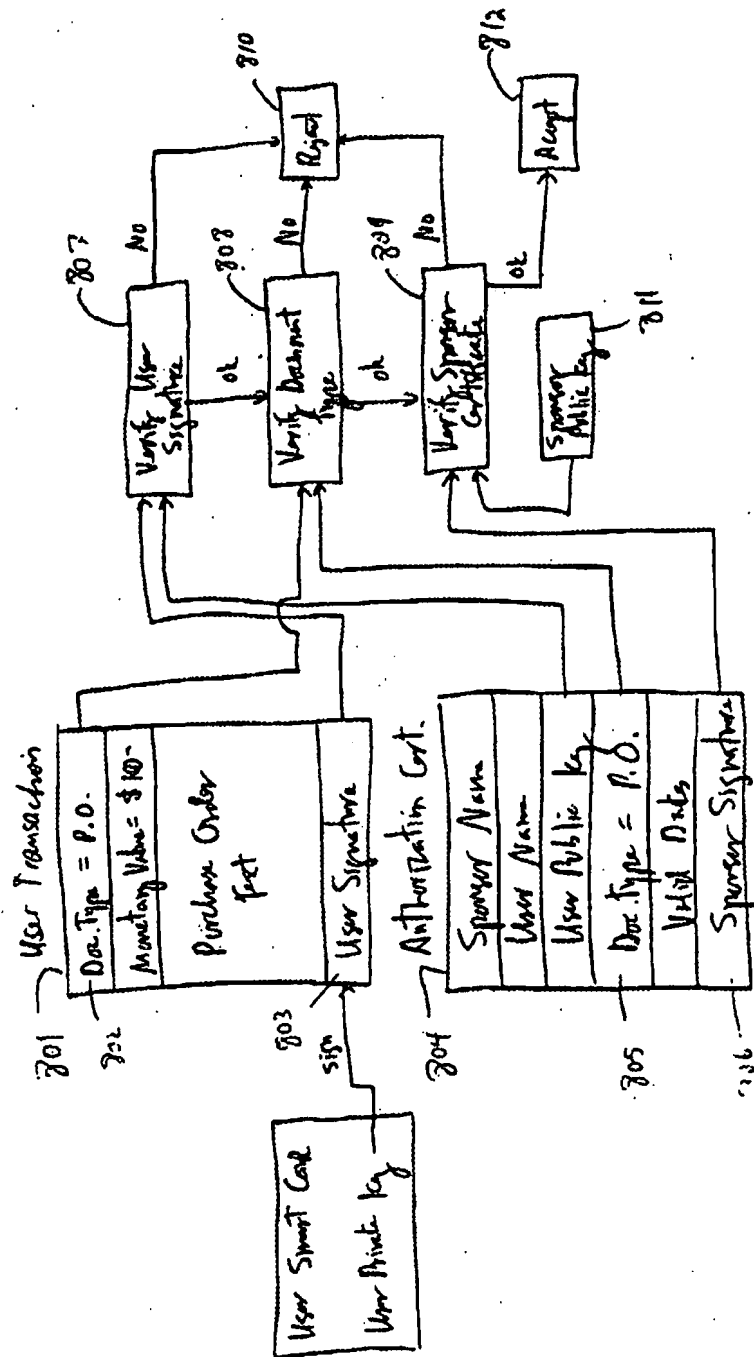 User Smart Card
User Private Key
sign
801
User Transaction
802
Doc. Type = P.O.
Monetary Value =
Purchase Order
Text
803
User Signature
804
Authorization Cert.
Sponsor Name
User Name
User Public Key
805
Doc. Type = P.O.
Valid Dates
Sponsor Signature
807
Verify User
Signature
No
OK
808
Verify Document
Type
No
OK
809
Verify Sponsor
Certificate
No
OK
811
Sponsor
Public Key
810
Reject
812
Accept